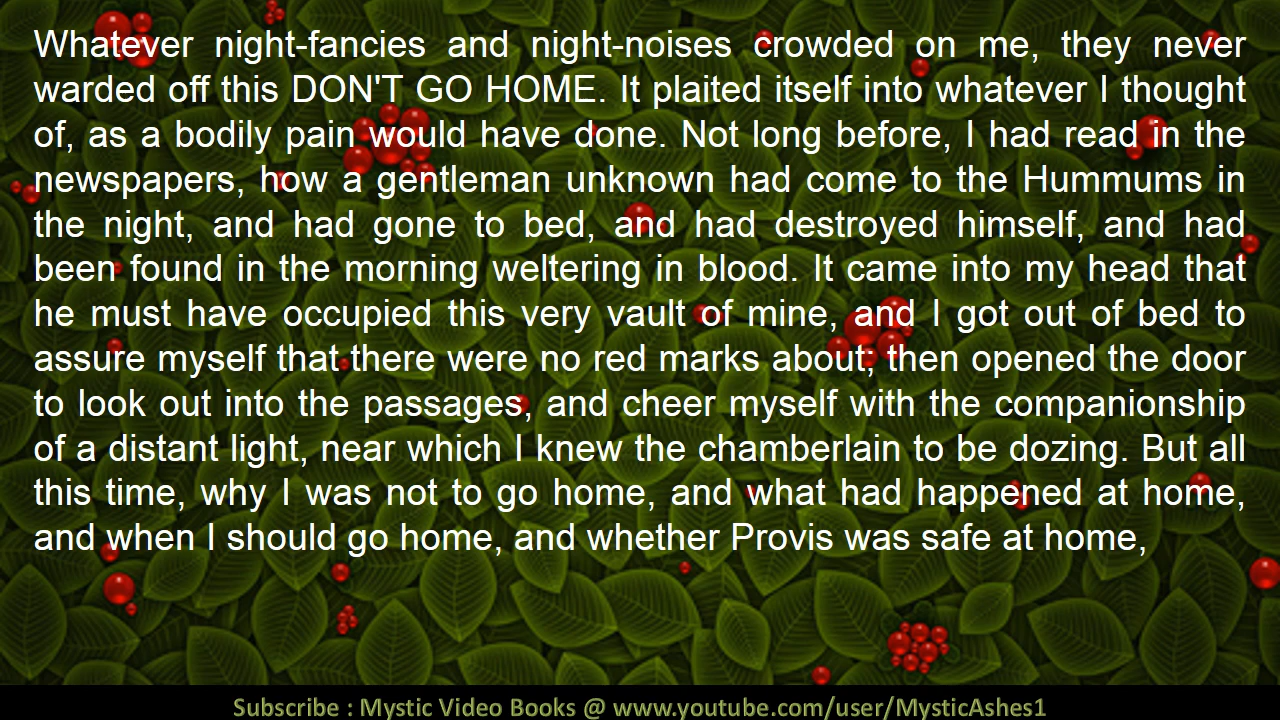 Whatever night-fancies and night-noises crowded on me, they never
warded off this DON'T GO HOME. It plaited itself into whatever I thought
of, as a bodily pain would have done. Not long before, I had read in the
newspapers, how a gentleman unknown had come to the Hummums in
the night, and had gone to bed, and had destroyed himself, and had
been found in the morning weltering in blood. It came into my head that
he must have occupied this very vault of mine, and I got out of bed to
assure myself that there were no red marks about; then opened the door
to look out into the passages, and cheer myself with the companionship
of a distant light, near which I knew the chamberlain to be dozing. But all
this time, why I was not to go home, and what had happened at home,
and when I should go home, and whether Provis was safe at home,
Subscribe : Mystic Video Books @ www.youtube.com/user/MysticAshes1